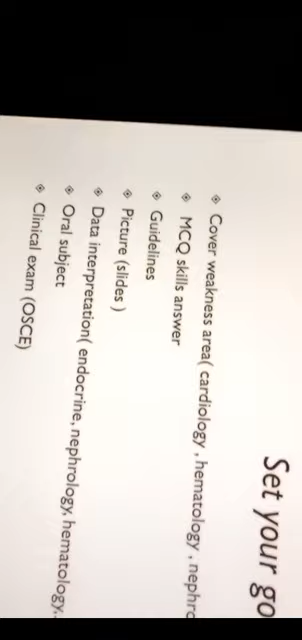 Set your go
Cover weakness area( cardiology , hematology , nephro
MCQ skills answer
Guidelines
Picture (slides )
Data interpretation( endocrine, nephrology, hematology,
Oral subject
Clinical exam (OSCE)